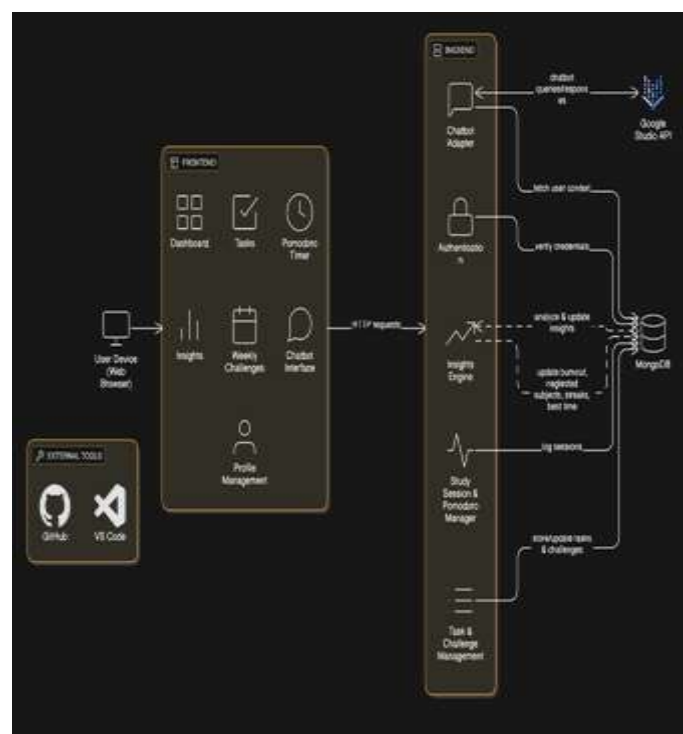 BACKEND
chatbot
queries/respon
es
Chatbot
Adapter
Google
Studio API
FRONTEND
fetch user context
Dashboard
Tasks
Pomodoro
Timer
Authenticatio
n
verify credentials
analyze & update
insights
HTTP requests
User Device
(Web
Browser)
Insights
Weekly
Challenges
Chatbot
Interface
Insights
Engine
MongoDB
update burnout,
neglected
subjects, streaks,
best time
Profile
Management
EXTERNAL TOOLS
GitHub
VS Code
log sessions
Study
Session &
Pomodoro
Manager
store/update tasks
& challenges
Task &
Challenge
Management